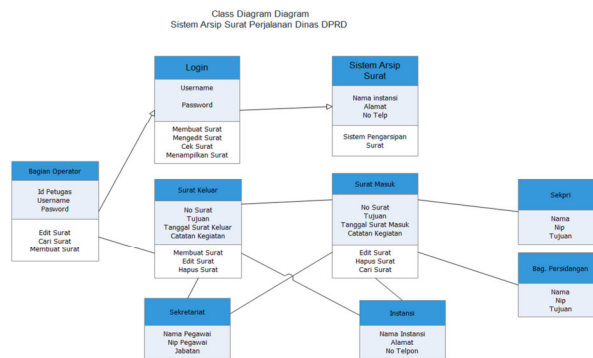 Class Diagram Diagram
Sistem Arsip Surat Perjalanan Dinas DPRD
Login
Username
Password
Membuat Surat
Mengedit Surat
Cek Surat
Menampilkan Surat
Sistem Arsip
Surat
Nama instansi
Alamat
No Telp
Sistem Pengarsipan
Surat
Bagian Operator
Id Petugas
Username
Pasword
Edit Surat
Cari Surat
Membuat Surat
Surat Keluar
No Surat
Tujuan
Tanggal Surat Keluar
Catatan Kegiatan
Membuat Surat
Edit Surat
Hapus Surat
Surat Masuk
No Surat
Tujuan
Tanggal Surat Masuk
Catatan Kegiatan
Edit Surat
Hapus Surat
Cari Surat
Sekpri
Nama
Nip
Tujuan
Bag. Persidangan
Nama
Nip
Tujuan
Sekretariat
Nama Pegawai
Nip Pegawai
Jabatan
Instansi
Nama Instansi
Alamat
No Telpon